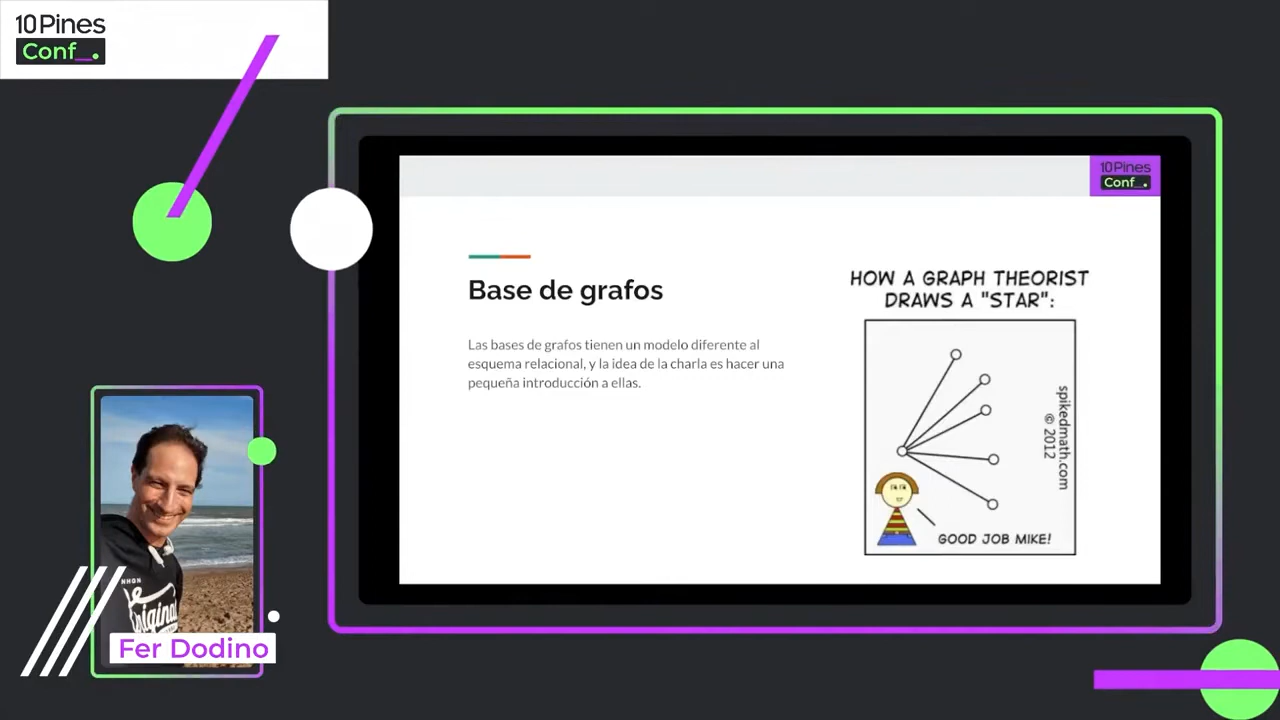 10Pines
Conf_.
10Pines
Conf_.
Base de grafos
Las bases de grafos tienen un modelo diferente al
esquema relacional, y la idea de la charla es hacer una
pequeña introducción a ellas.
HOW A GRAPH THEORIST
DRAWS A "STAR":
spikedmath.com
© 2012
GOOD JOB MIKE!
Fer Dodino